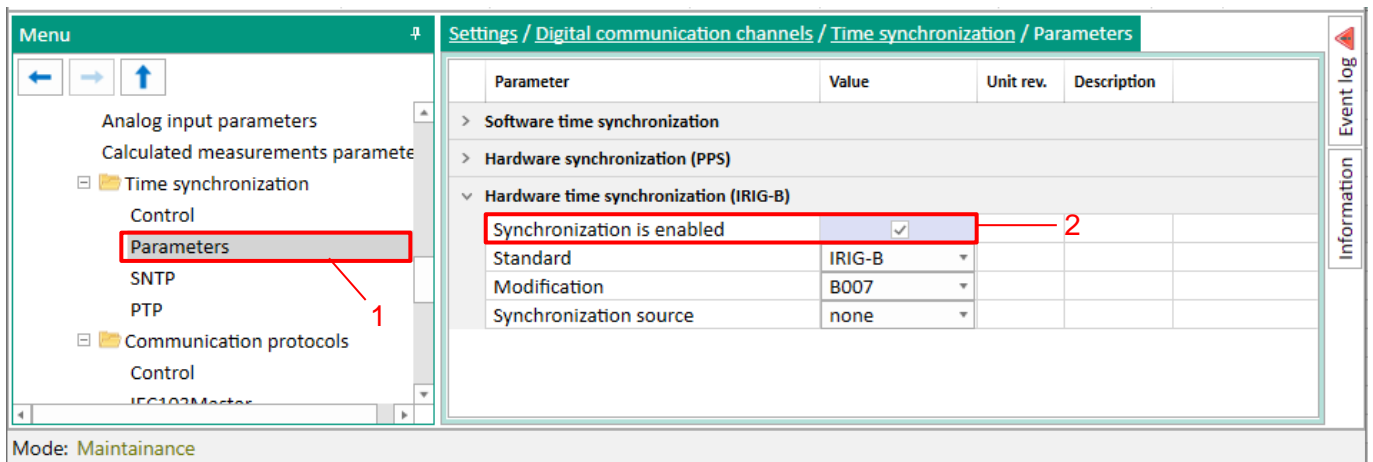 Menu
Analog input parameters
Calculated measurements paramete
Time synchronization
Control
Parameters
SNTP
PTP
Communication protocols
Control
IEC103Master
1
Settings / Digital communication channels / Time synchronization / Parameters
Parameter Value Unit rev. Description
Software time synchronization
Hardware synchronization (PPS)
Hardware time synchronization (IRIG-B)
Synchronization is enabled
2
Standard IRIG-B
Modification B007
Synchronization source none
Event log
Information
Mode: Maintainance